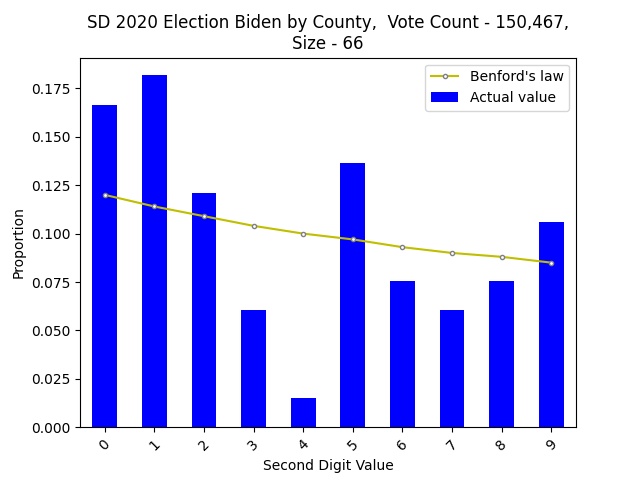 SD 2020 Election Biden by County,  Vote Count - 150,467,
Size - 66
Benford's law
Actual value
Proportion
0.175
0.150
0.125
0.100
0.075
0.050
0.025
0.000
0 1 2 3 4 5 6 7 8 9
Second Digit Value